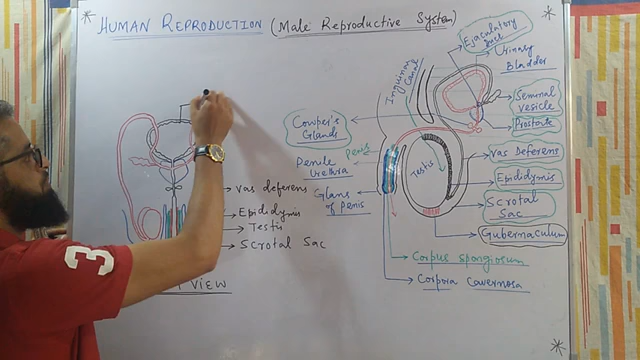 HUMAN REPRODUCTION (Male Reproductive System)
Ejaculatory
Duct
Urinary
Bladder
Inguinal
Canal
Seminal
vesicle
Prostate
Cowper's
Glands
Penis
Penile
Urethra
Glans
of Penis
Testis
Vas Deferens
Epididymis
Scrotal
Sac
Gubernaculum
Corpus spongiosum
Corpora Cavernosa
Vas deferens
Epididymis
Testis
Scrotal Sac
VIEW
3